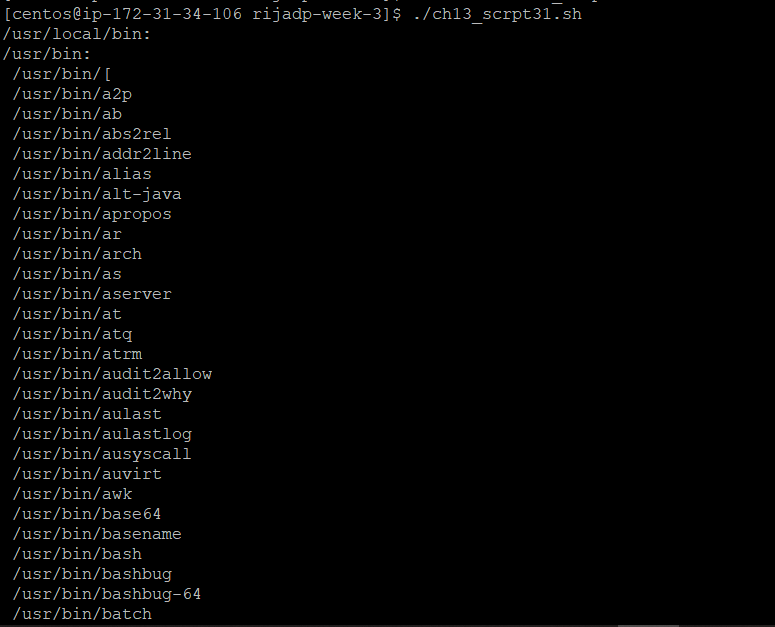 [centos@ip-172-31-34-106 rijadp-week-3]$ ./ch13_scrpt31.sh
/usr/local/bin:
/usr/bin:
/usr/bin/[
/usr/bin/a2p
/usr/bin/ab
/usr/bin/abs2rel
/usr/bin/addr2line
/usr/bin/alias
/usr/bin/alt-java
/usr/bin/apropos
/usr/bin/ar
/usr/bin/arch
/usr/bin/as
/usr/bin/aserver
/usr/bin/at
/usr/bin/atq
/usr/bin/atrm
/usr/bin/audit2allow
/usr/bin/audit2why
/usr/bin/aulast
/usr/bin/aulastlog
/usr/bin/ausyscall
/usr/bin/auvirt
/usr/bin/awk
/usr/bin/base64
/usr/bin/basename
/usr/bin/bash
/usr/bin/bashbug
/usr/bin/bashbug-64
/usr/bin/batch